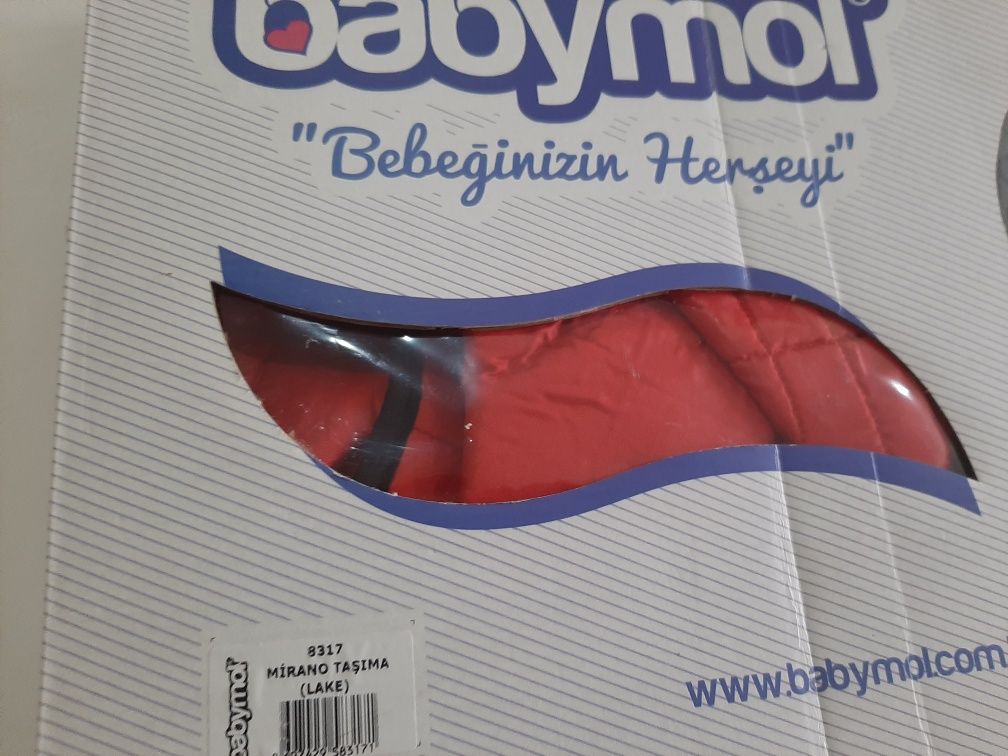 babymol
"Bebeğinizin Herşeyi"
8317
MİRANO TAŞIMA
(LAKE)
babymol
www.babymol.com